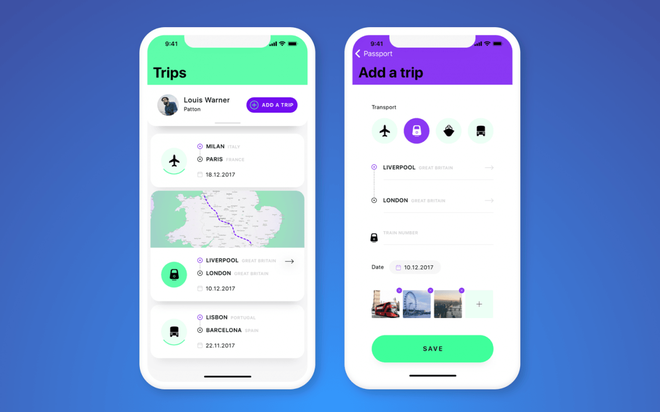 9:41
Trips
Louis Warner
Patton
ADD A TRIP
MILAN ITALY
PARIS FRANCE
18.12.2017
LIVERPOOL GREAT BRITAIN
LONDON GREAT BRITAIN
10.12.2017
LISBON PORTUGAL
BARCELONA SPAIN
22.11.2017
9:41
Passport
Add a trip
Transport
LIVERPOOL GREAT BRITAIN
LONDON GREAT BRITAIN
TRAIN NUMBER
Date 10.12.2017
SAVE